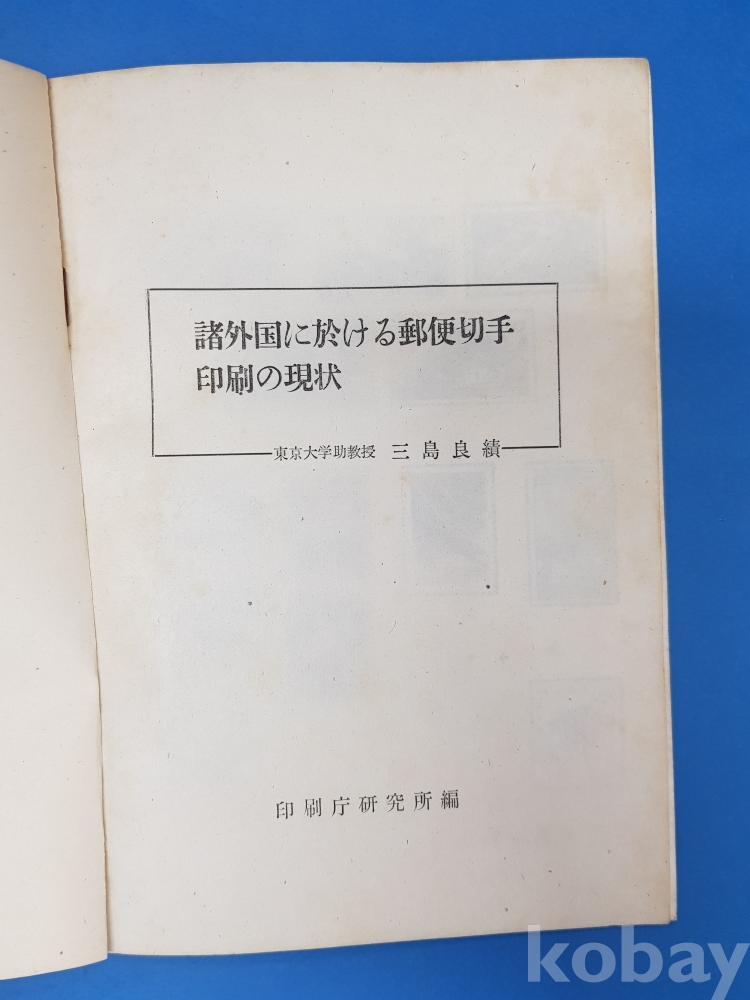 諸外国に於ける郵便切手
印刷の現状
東京大学助教授 三島良績
印刷庁研究所編
kobay